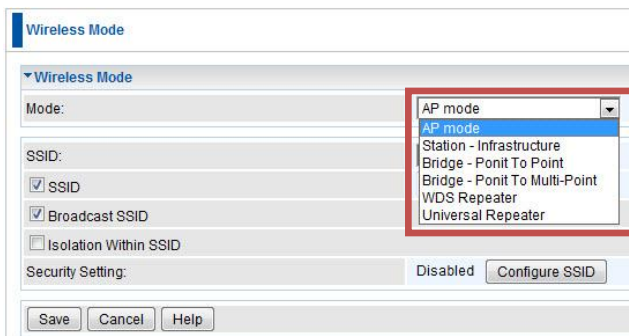 Wireless Mode
Wireless Mode
Mode:
AP mode
AP mode
Station - Infrastructure
Bridge - Ponit To Point
Bridge - Ponit To Multi-Point
WDS Repeater
Universal Repeater
SSID:
SSID
Broadcast SSID
Isolation Within SSID
Security Setting:
Disabled
Configure SSID
Save
Cancel
Help